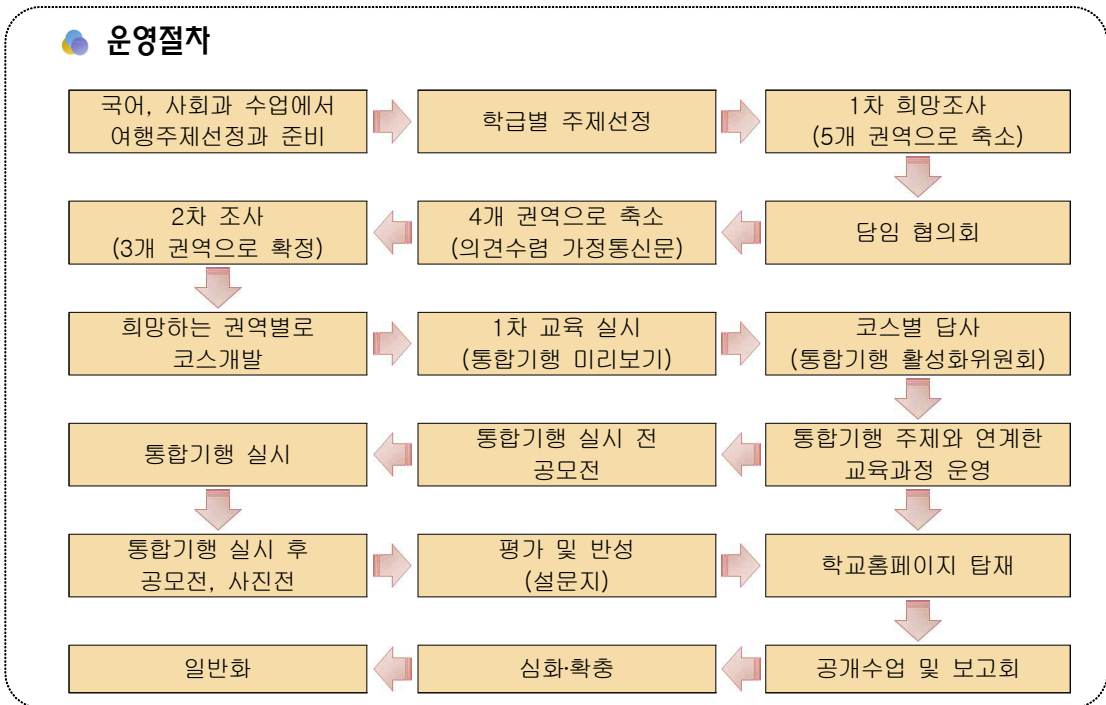 운영절차
국어, 사회과 수업에서
여행주제선정과 준비
학급별 주제선정
1차 희망조사
(5개 권역으로 축소)
담임 협의회
4개 권역으로 축소
(의견수렴 가정통신문)
2차 조사
(3개 권역으로 확정)
희망하는 권역별로
코스개발
1차 교육 실시
(통합기행 미리보기)
코스별 답사
(통합기행 활성화위원회)
통합기행 주제와 연계한
교육과정 운영
통합기행 실시 전
공모전
통합기행 실시
통합기행 실시 후
공모전, 사진전
평가 및 반성
(설문지)
학교홈페이지 탑재
공개수업 및 보고회
심화·확충
일반화